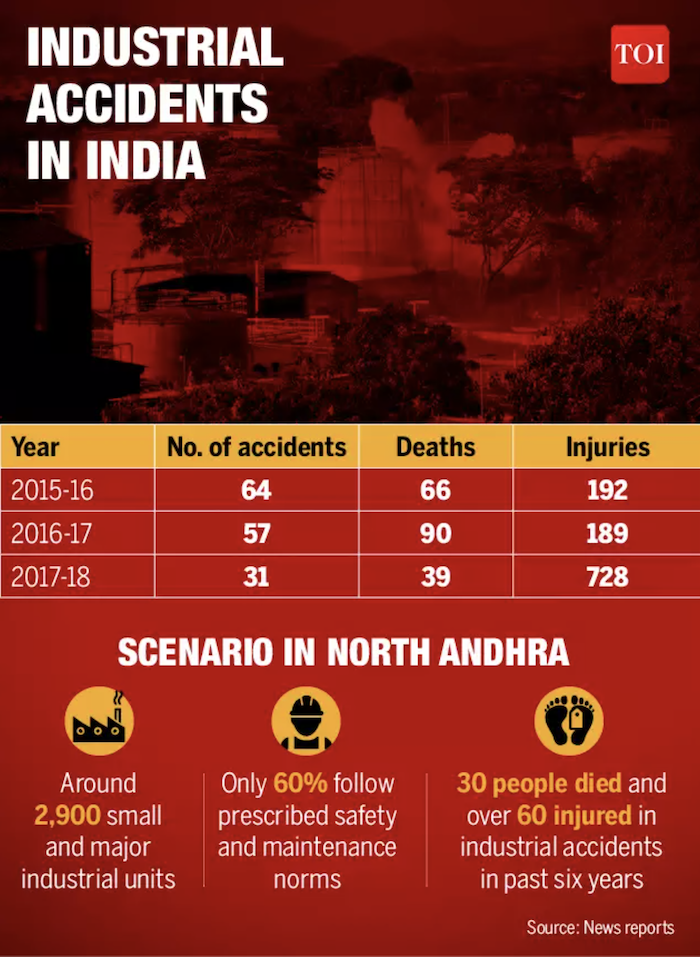 INDUSTRIAL
ACCIDENTS
IN INDIA
TOI
Year No. of accidents Deaths Injuries
2015-16 64 66 192
2016-17 57 90 189
2017-18 31 39 728
SCENARIO IN NORTH ANDHRA
Around
2,900 small
and major
industrial units
Only 60% follow
prescribed safety
and maintenance
norms
30 people died and
over 60 injured in
industrial accidents
in past six years
Source: News reports